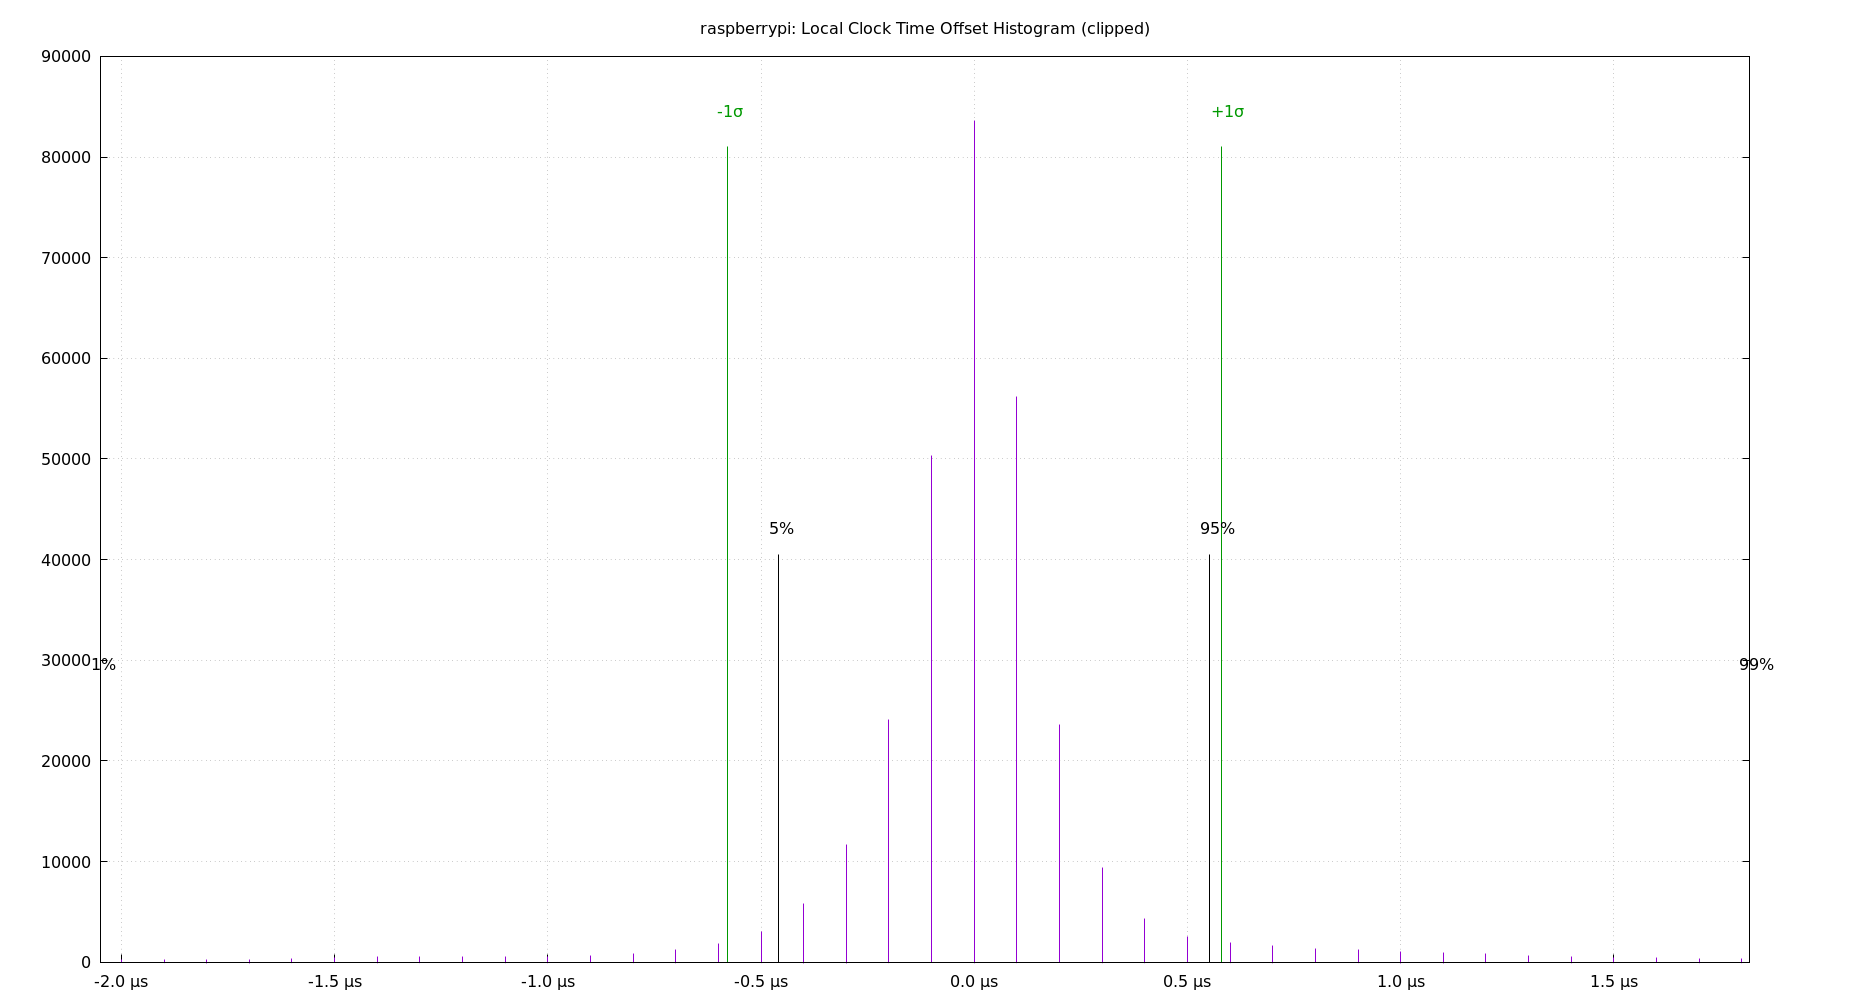 raspberrypi: Local Clock Time Offset Histogram (clipped)
90000
-1σ +1σ
80000
70000
60000
50000
5% 95%
40000
30000 1% 99%
20000
10000
0
-2.0 µs -1.5 µs -1.0 µs -0.5 µs 0.0 µs 0.5 µs 1.0 µs 1.5 µs